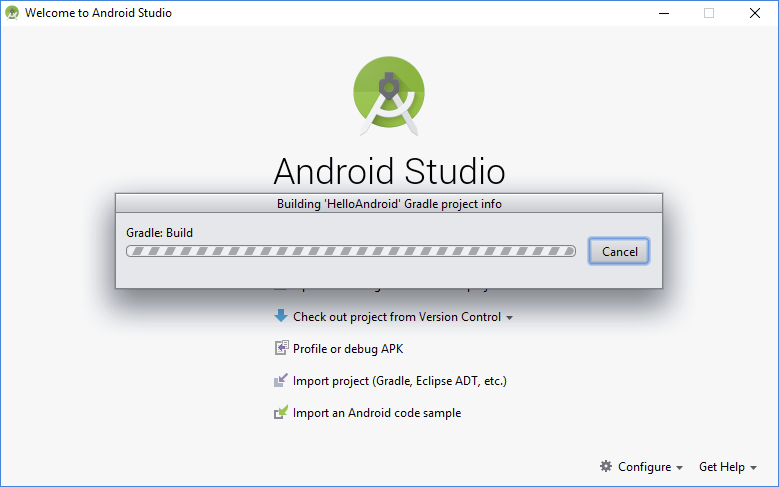 Welcome to Android Studio
Android Studio
Building 'HelloAndroid' Gradle project info
Gradle: Build
Cancel
Check out project from Version Control
Profile or debug APK
Import project (Gradle, Eclipse ADT, etc.)
Import an Android code sample
Configure
Get Help